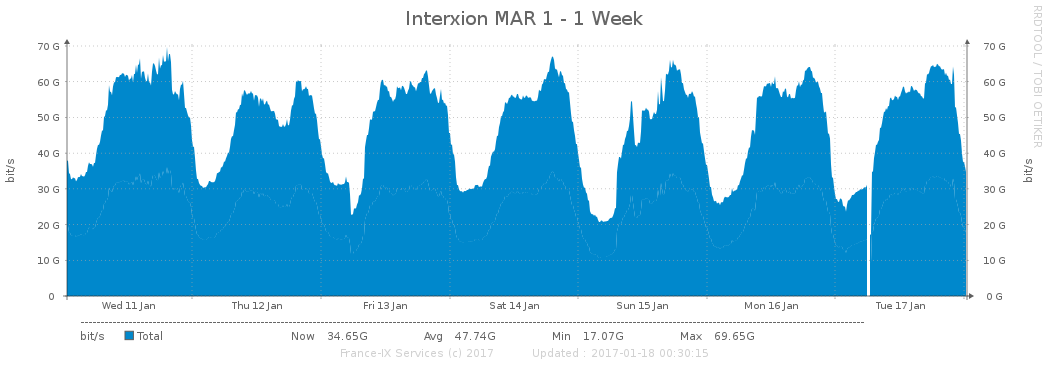 Interxion MAR 1 - 1 Week
RRDTOOL / TOBI OETIKER
70 G 70 G
60 G 60 G
50 G 50 G
40 G 40 G
30 G 30 G
20 G 20 G
10 G 10 G
0 0 G
bit/s bit/s
Wed 11 Jan Thu 12 Jan Fri 13 Jan Sat 14 Jan Sun 15 Jan Mon 16 Jan Tue 17 Jan
bit/s Total Now 34.65G Avg 47.74G Min 17.07G Max 69.65G
France-IX Services (c) 2017 Updated : 2017-01-18 00:30:15